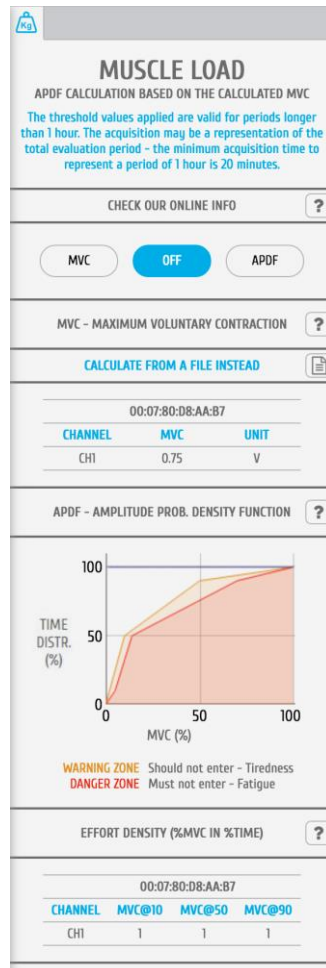 Kg
MUSCLE LOAD
APDF CALCULATION BASED ON THE CALCULATED MVC
The threshold values applied are valid for periods longer
than 1 hour. The acquisition may be a representation of the
total evaluation period - the minimum acquisition time to
represent a period of 1 hour is 20 minutes.
CHECK OUR ONLINE INFO ?
MVC OFF APDF
MVC - MAXIMUM VOLUNTARY CONTRACTION ?
CALCULATE FROM A FILE INSTEAD
00:07:80:D8:AA:B7
CHANNEL MVC UNIT
CH1 0.75 V
APDF - AMPLITUDE PROB. DENSITY FUNCTION ?
100
TIME
DISTR.
(%)
50
0
0 50 100
MVC (%)
WARNING ZONE Should not enter - Tiredness
DANGER ZONE Must not enter - Fatigue
EFFORT DENSITY (%MVC IN %TIME) ?
00:07:80:D8:AA:B7
CHANNEL MVC@10 MVC@50 MVC@90
CH1 1 1 1